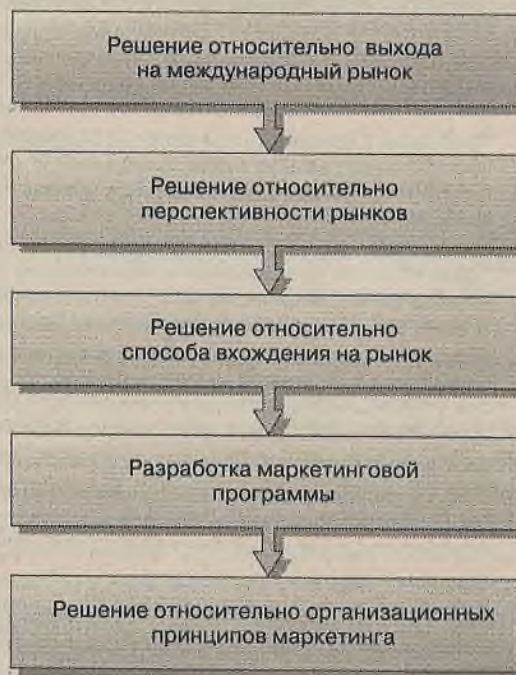 Решение относительно выхода
на международный рынок
Решение относительно
перспективности рынков
Решение относительно
способа вхождения на рынок
Разработка маркетинговой
программы
Решение относительно организационных
принципов маркетинга